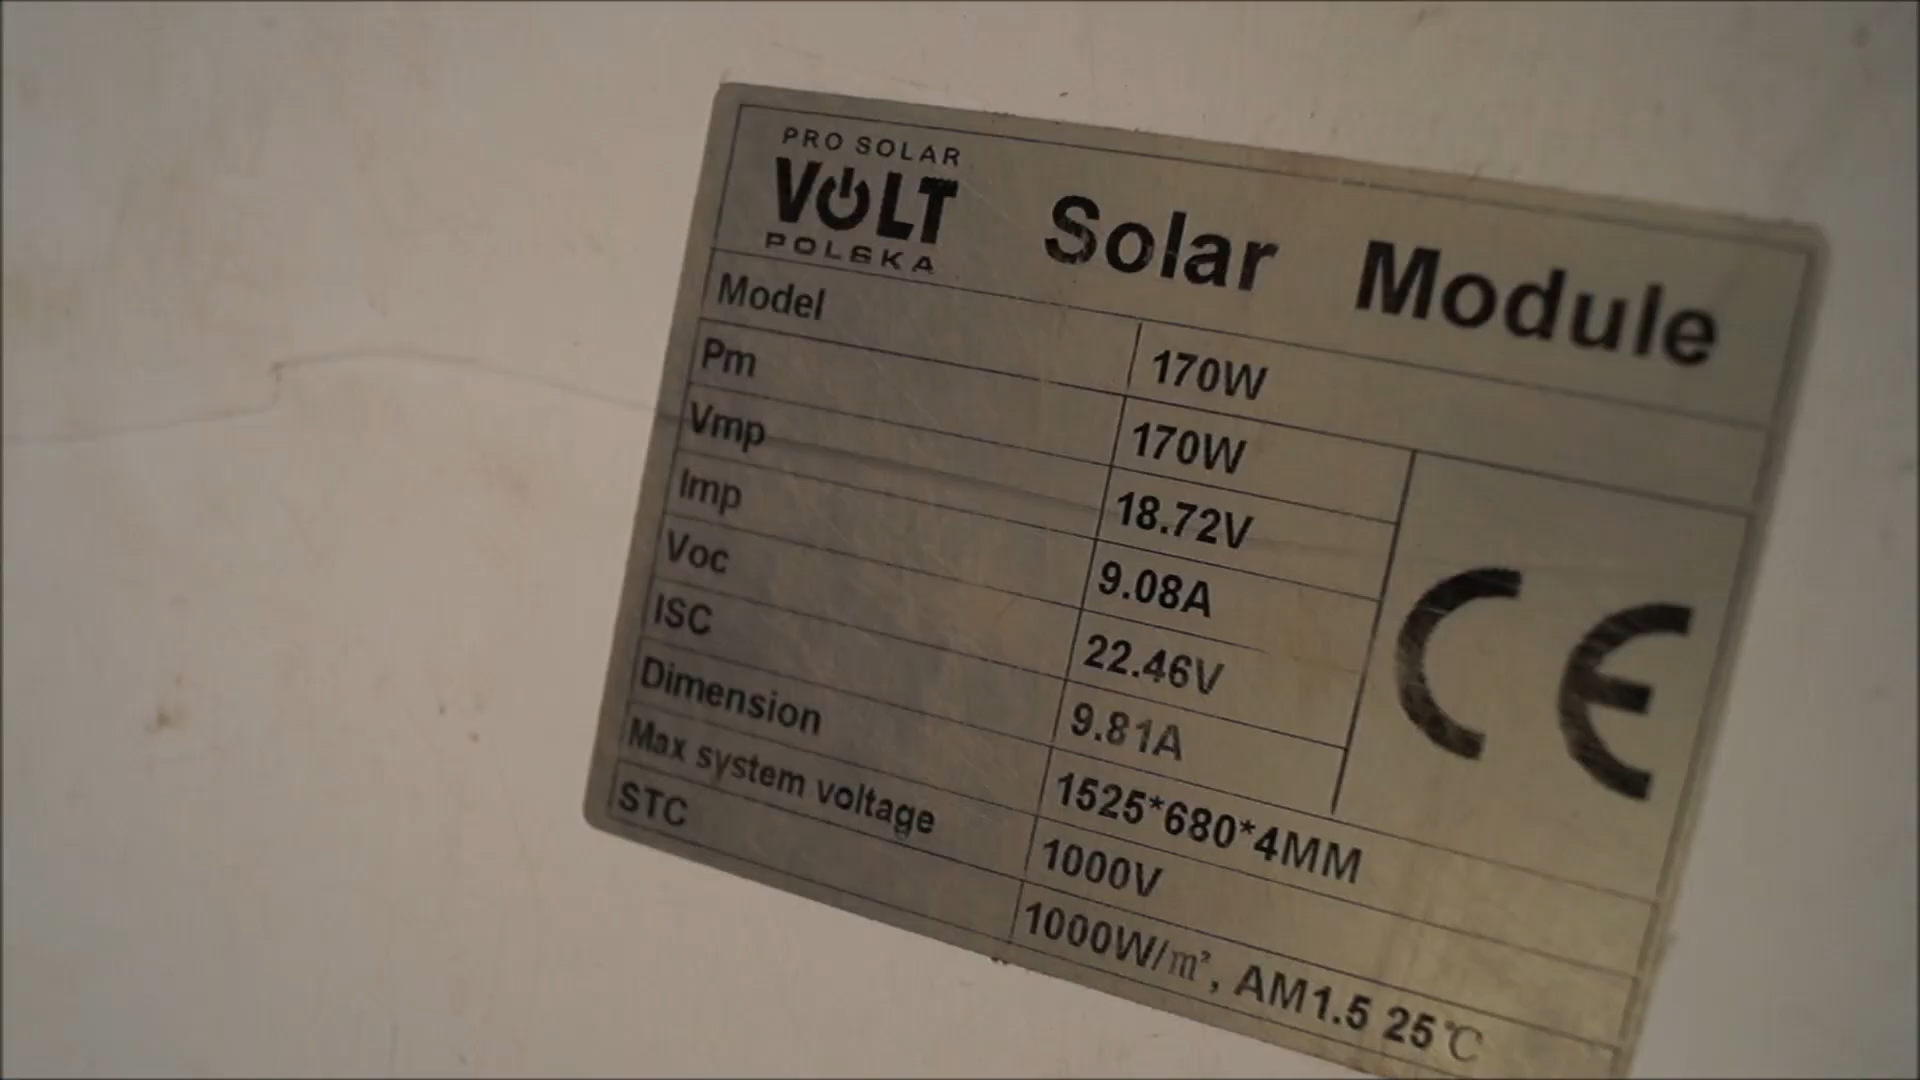 PRO SOLAR
VOLT
POLSKA
Solar Module
Model 170W
Pm 170W
Vmp 18.72V
Imp 9.08A
Voc 22.46V
ISC 9.81A
Dimension 1525*680*4MM
Max system voltage 1000V
STC 1000W/m², AM1.5 25℃
CE